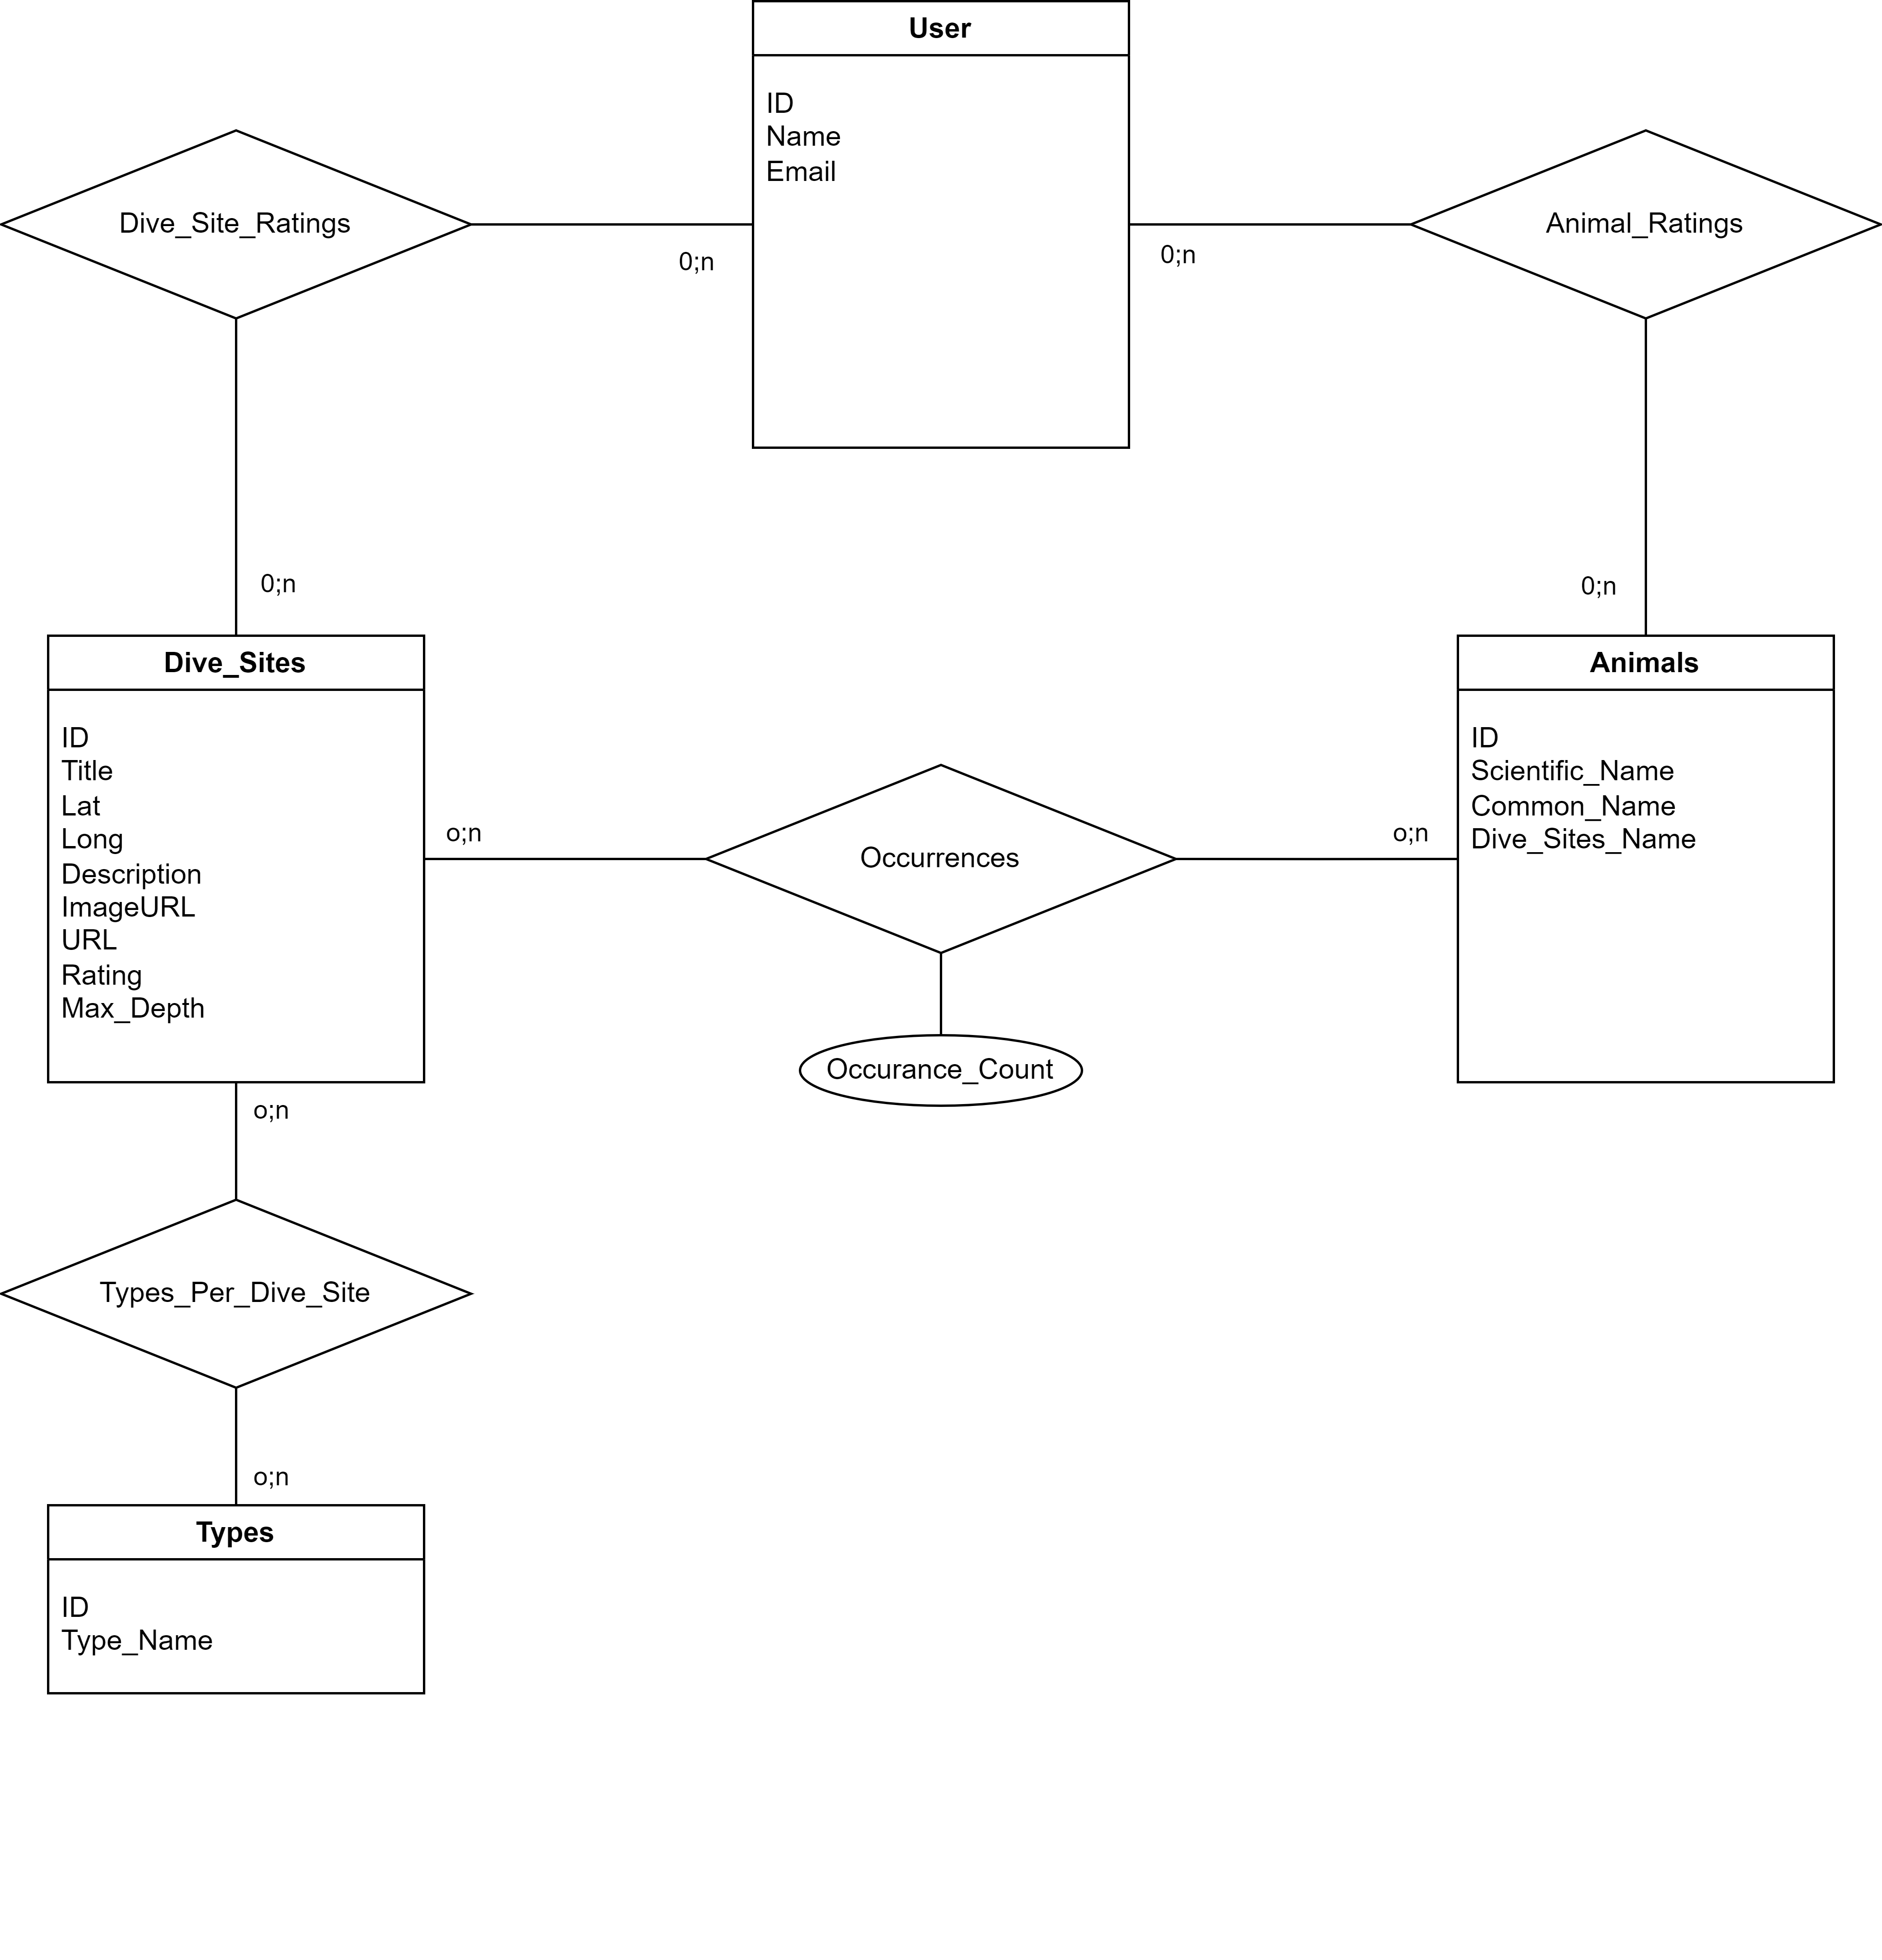 User
ID
Name
Email
Dive_Site_Ratings
Animal_Ratings
0;n
0;n
0;n
0;n
Dive_Sites
ID
Title
Lat
Long
Description
ImageURL
URL
Rating
Max_Depth
Animals
ID
Scientific_Name
Common_Name
Dive_Sites_Name
o;n
Occurrences
o;n
Occurance_Count
o;n
Types_Per_Dive_Site
o;n
Types
ID
Type_Name